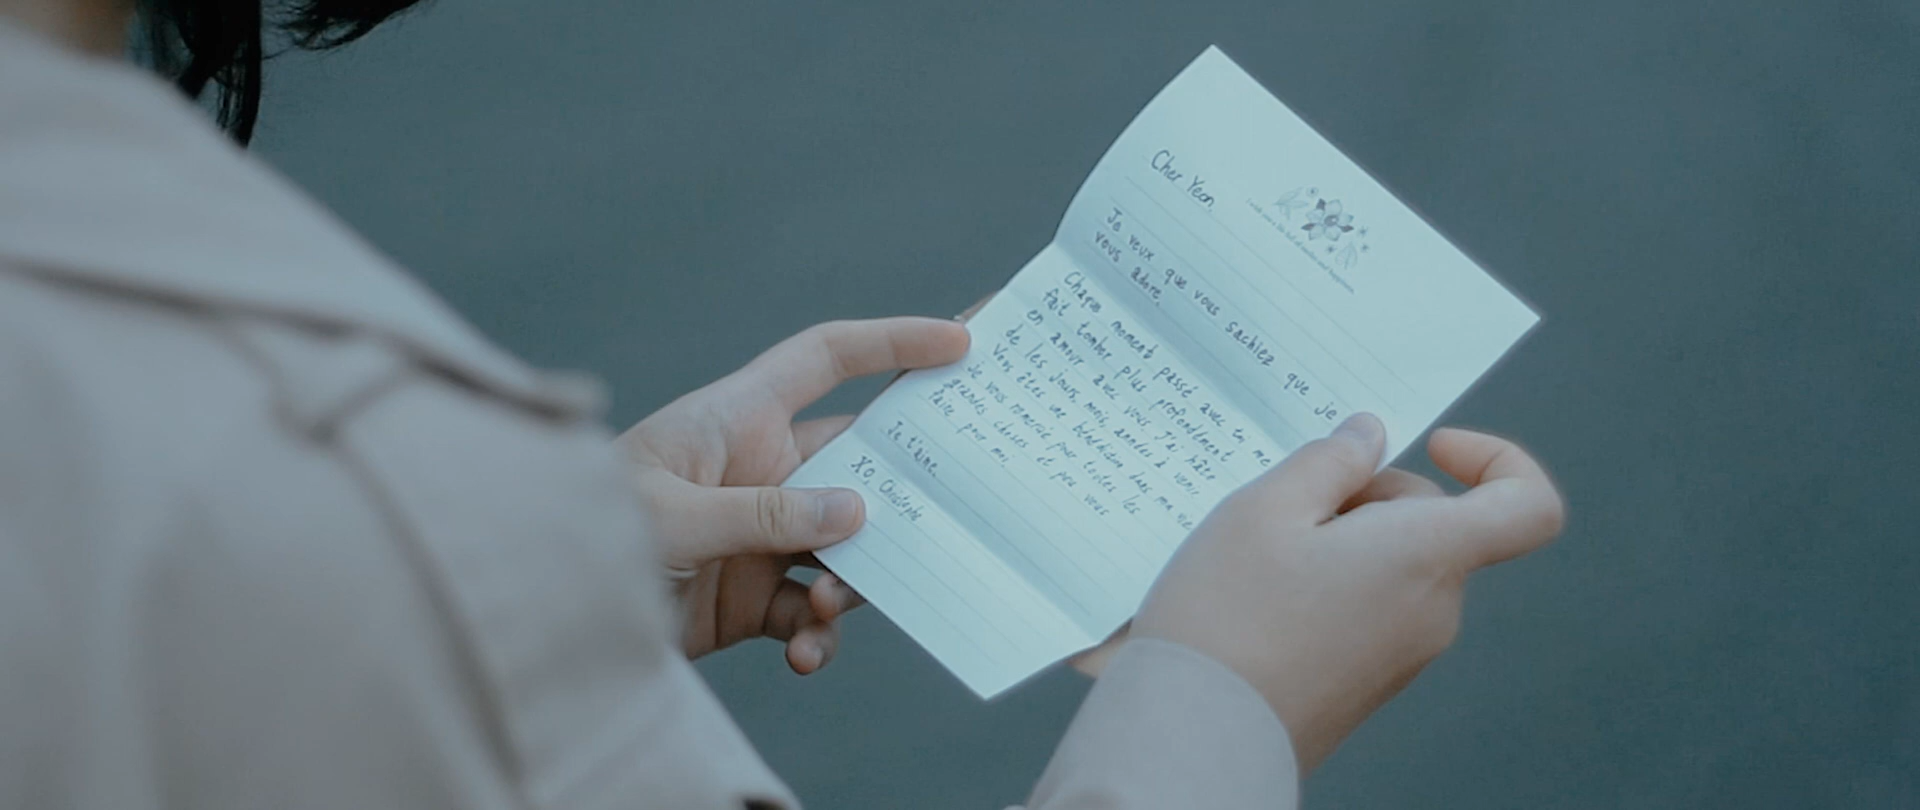 Cher Yeon,
Je veux que vous sachiez que je
vous adore.
Chaque moment passé avec toi me
fait tomber plus profondément
en amour avec vous. J'ai hâte
de les jours, mois, années à venir.
Vous êtes une bénédiction dans ma vie
Je vous remercie pour toutes les
grandes choses et peu vous
faire pour moi.
Je t'aime.
XO, Christophe